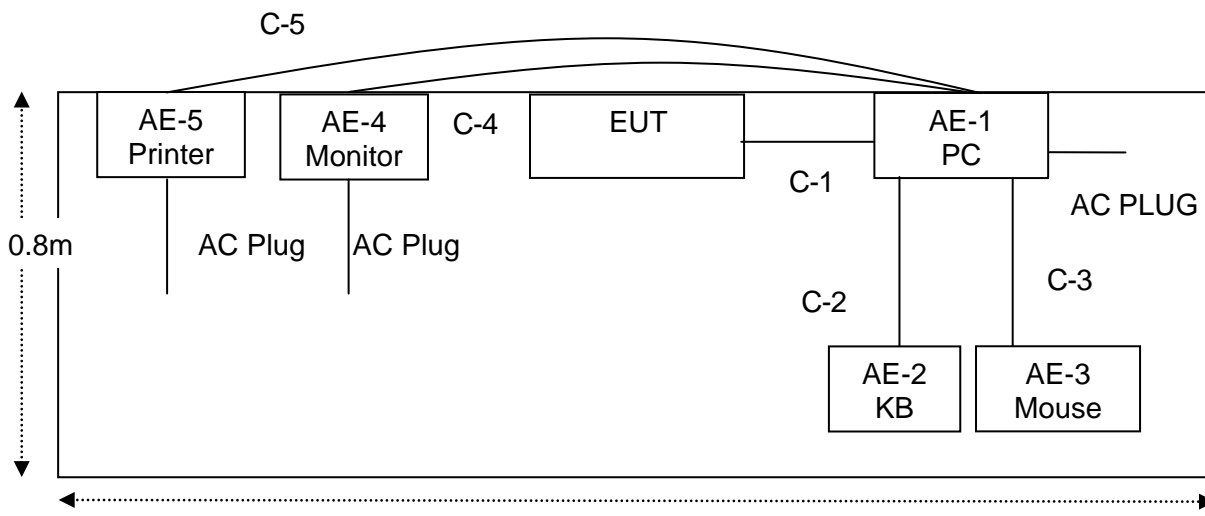 C-5
AE-5
Printer
AE-4
Monitor
C-4
EUT
C-1
AE-1
PC
AC PLUG
0.8m
AC Plug
AC Plug
C-2
C-3
AE-2
KB
AE-3
Mouse